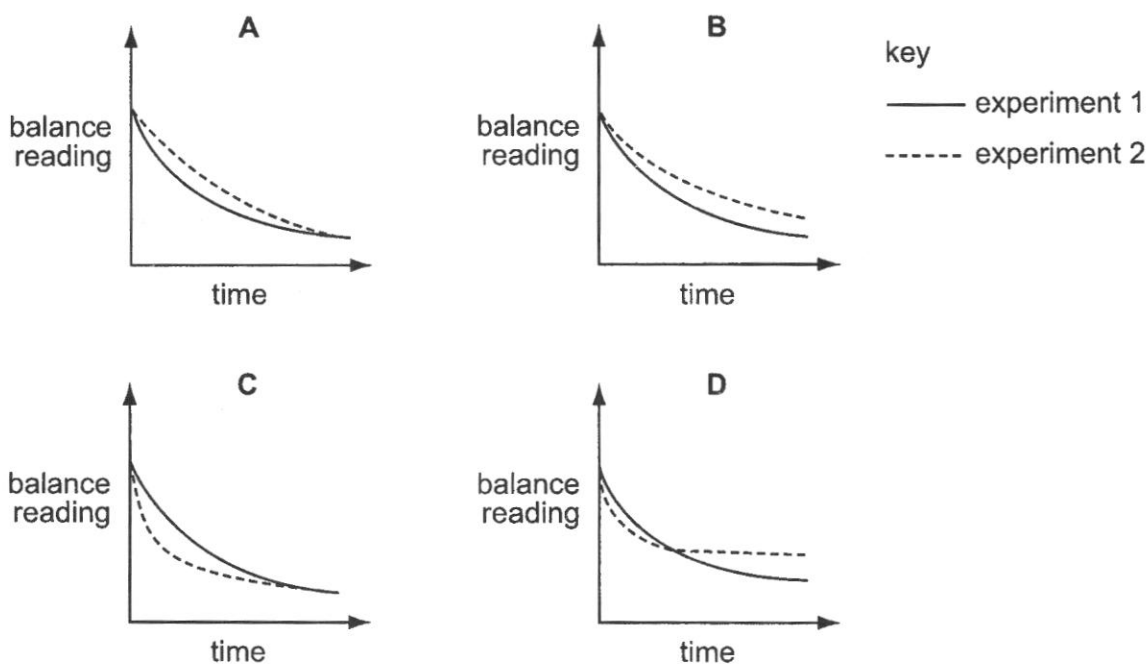 A
B
key
balance
reading
balance
reading
experiment 1
experiment 2
time
time
C
D
balance
reading
balance
reading
time
time